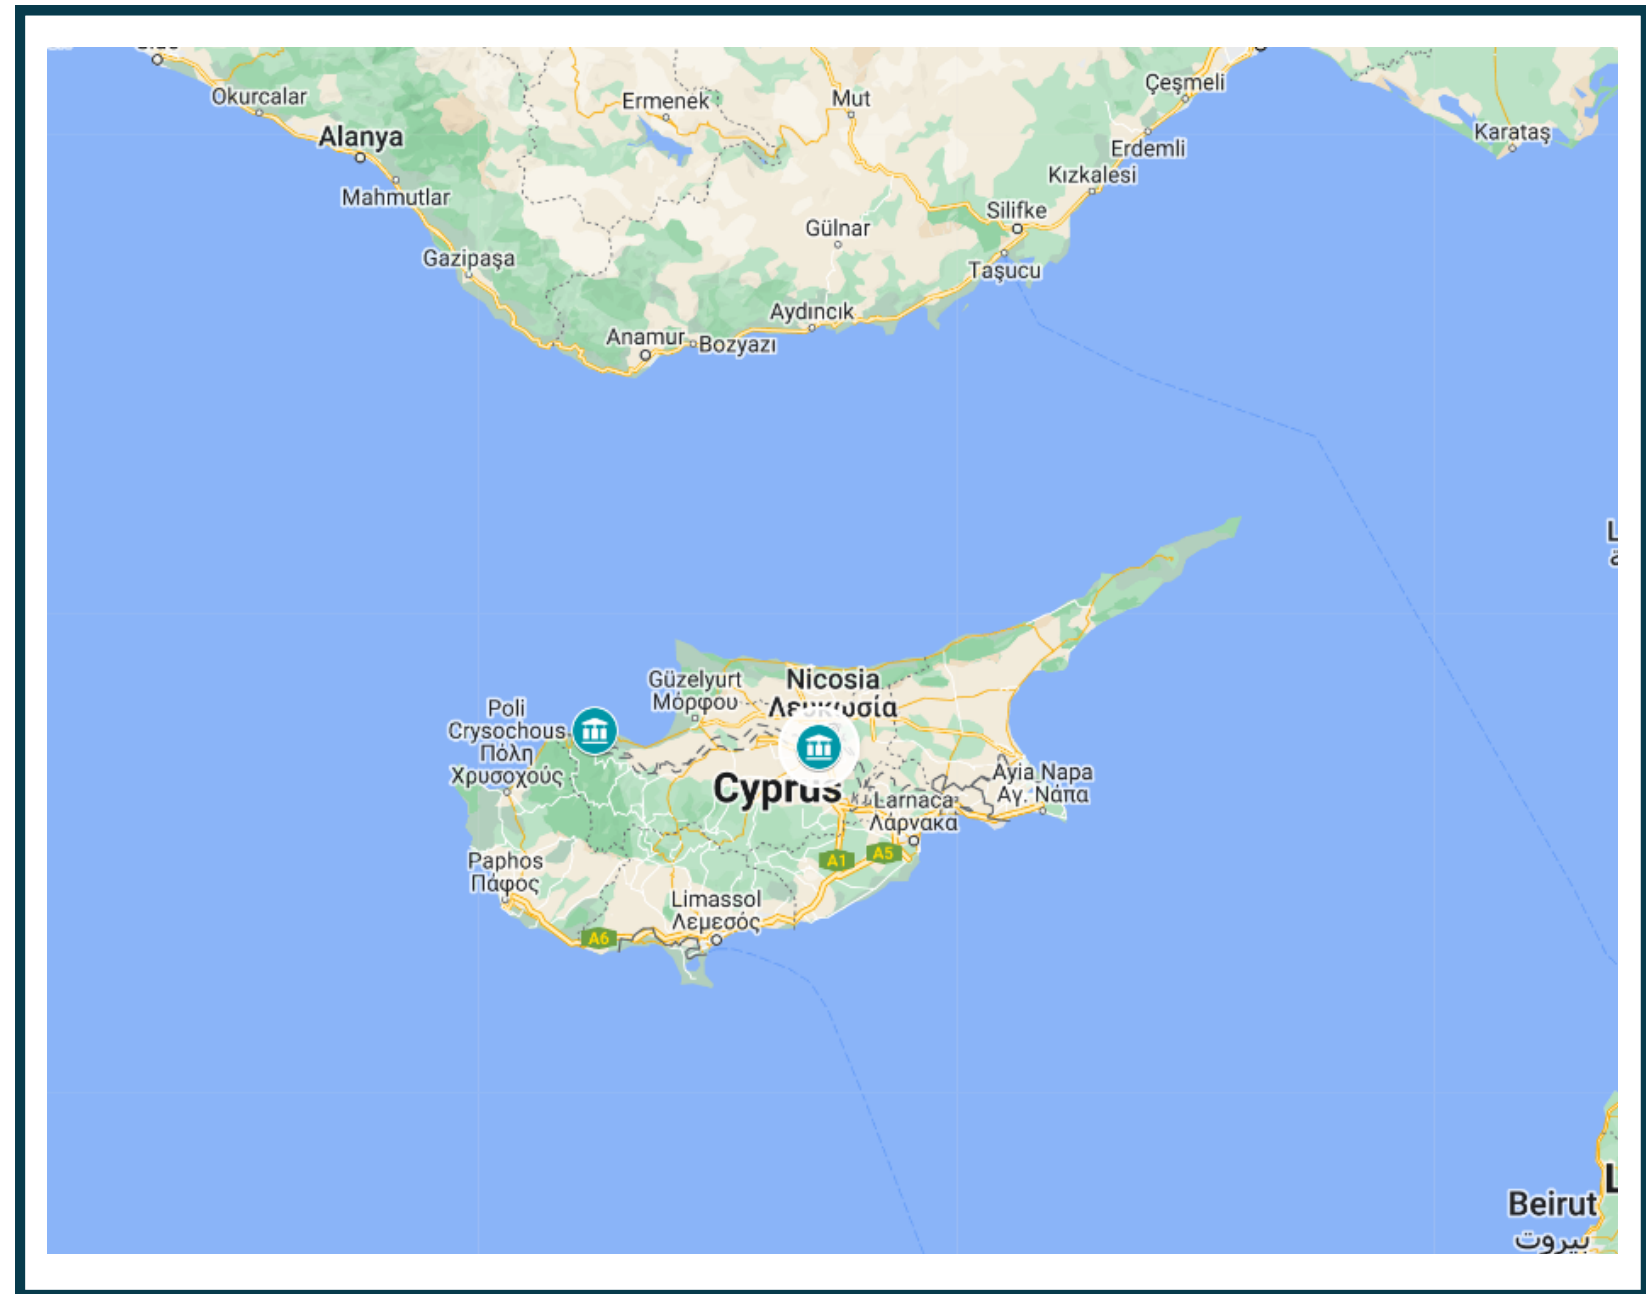 Okurcalar
Alanya
Mahmutlar
Gazipaşa
Ermenek
Mut
Gülnar
Aydıncık
Anamur
Bozyazı
Silifke
Taşucu
Kızkalesi
Erdemli
Çeşmeli
Karataş
Güzelyurt
Μόρφου
Nicosia
Λευκωσία
Poli
Crysochous
Πόλη
Χρυσοχούς
Cyprus
Ayia Napa
Αγ. Νάπα
Larnaca
Λάρνακα
A1
A5
Paphos
Πάφος
Limassol
Λεμεσός
A6
Beirut
بيروت